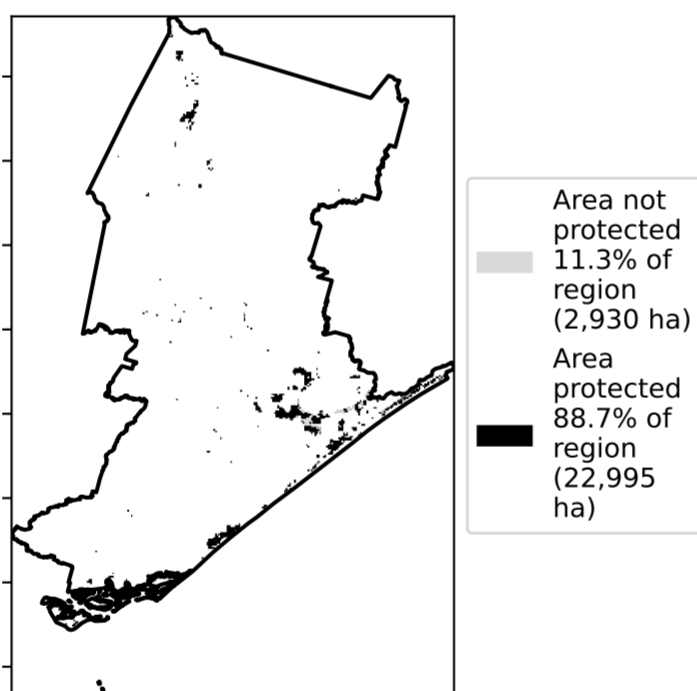 Area not
protected
11.3% of
region
(2,930 ha)
Area
protected
88.7% of
region
(22,995
ha)